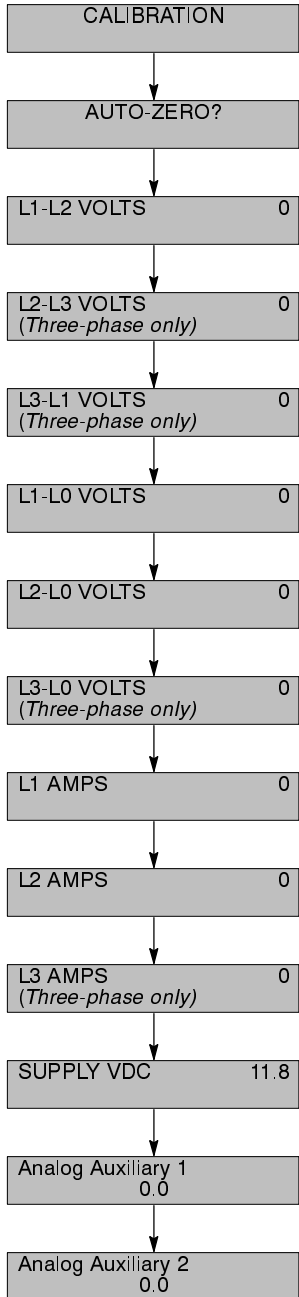 CALIBRATION
AUTO-ZERO?
L1-L2 VOLTS 0
L2-L3 VOLTS 0
(Three-phase only)
L3-L1 VOLTS 0
(Three-phase only)
L1-L0 VOLTS 0
L2-L0 VOLTS 0
L3-L0 VOLTS 0
(Three-phase only)
L1 AMPS 0
L2 AMPS 0
L3 AMPS 0
(Three-phase only)
SUPPLY VDC 11.8
Analog Auxiliary 1
0.0
Analog Auxiliary 2
0.0